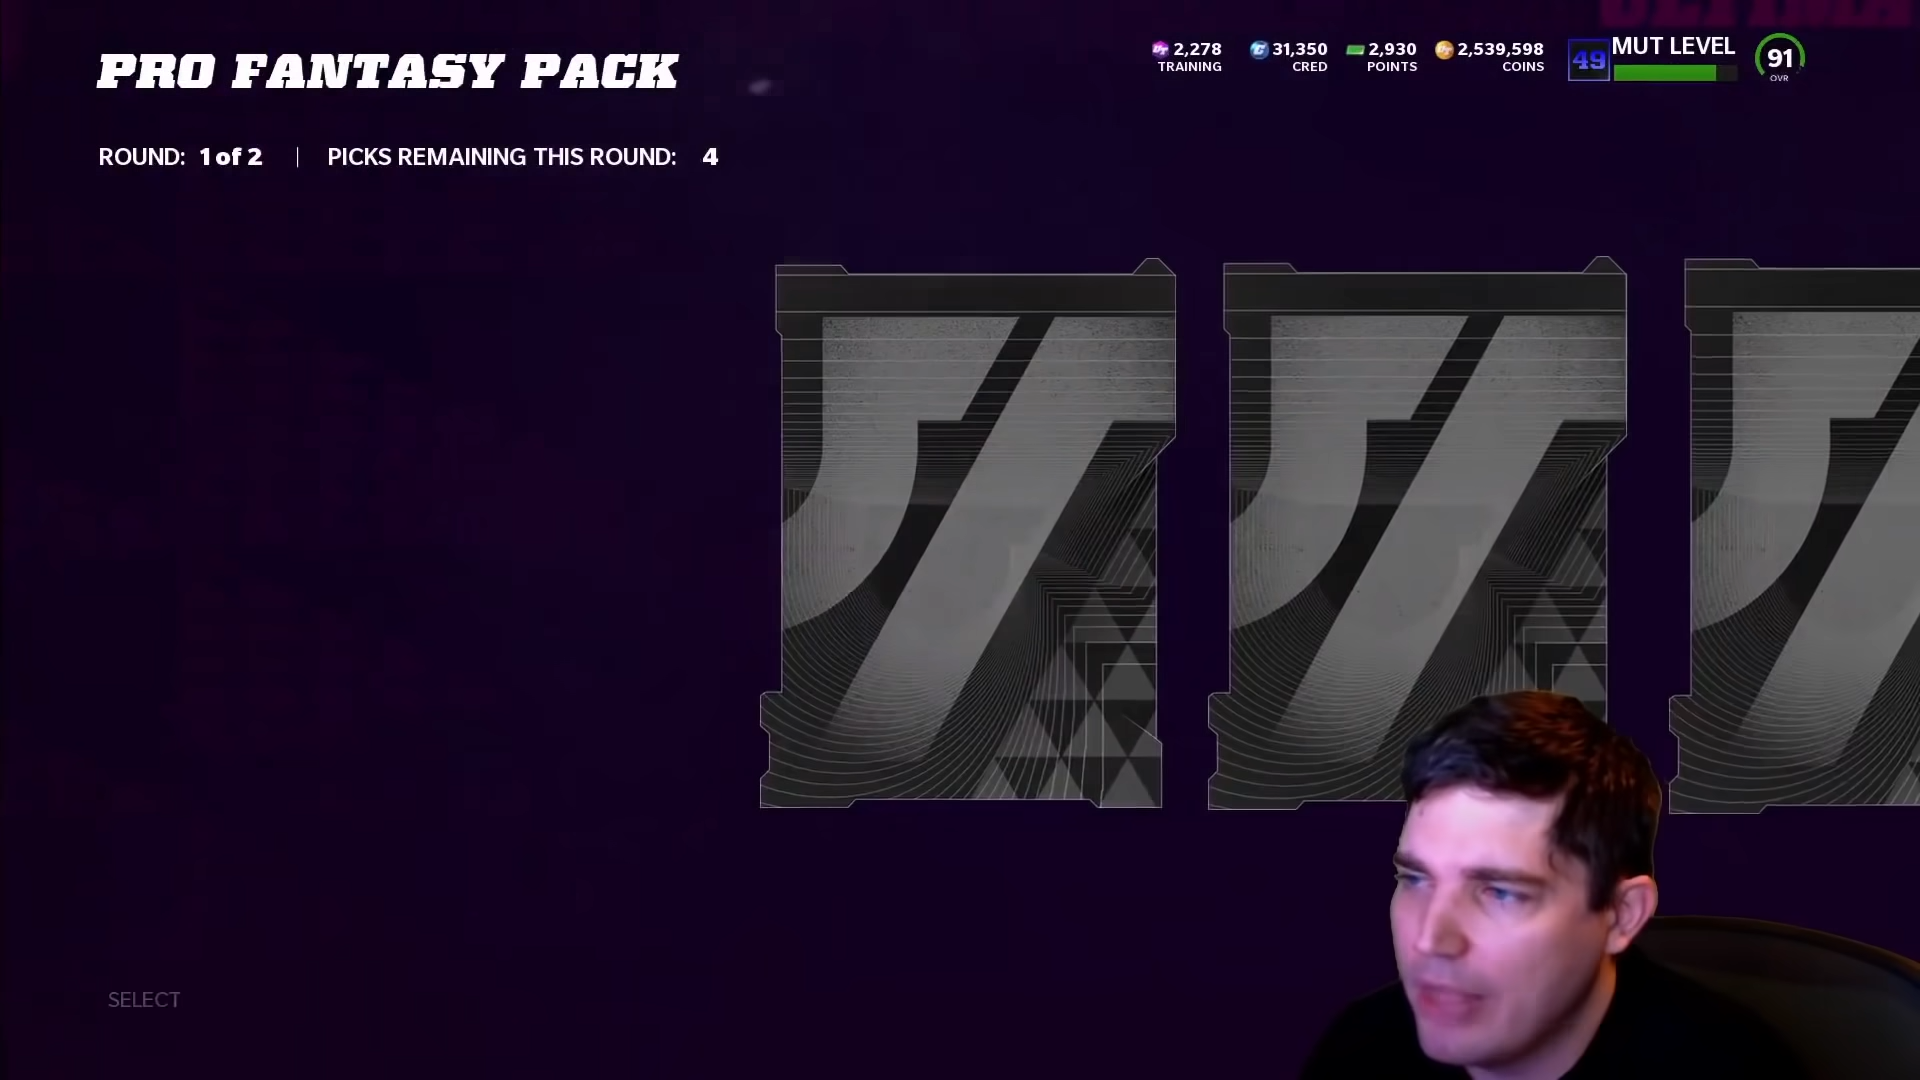 PRO FANTASY PACK
2,278 TRAINING
31,350 CRED
2,930 POINTS
2,539,598 COINS
49 MUT LEVEL
91 OVR
ROUND: 1 of 2 | PICKS REMAINING THIS ROUND: 4
SELECT